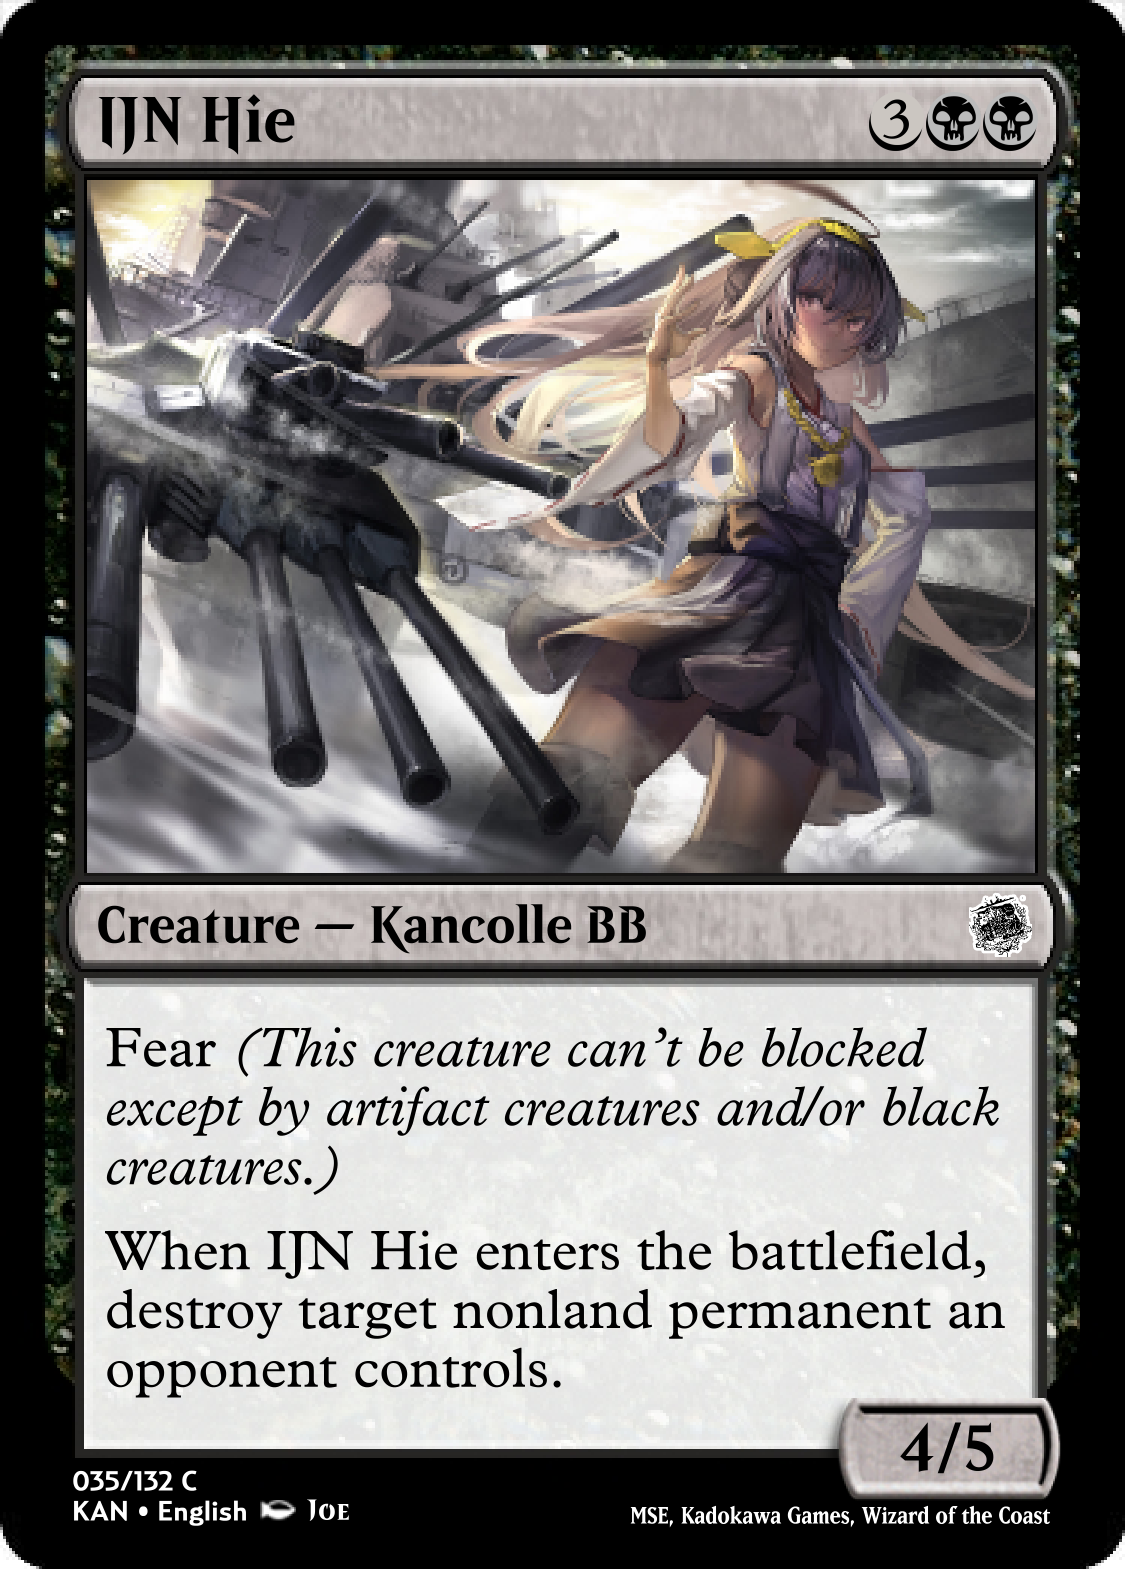 IJN Hie 3
Creature — Kancolle BB
Fear (This creature can't be blocked
except by artifact creatures and/or black
creatures.)
When IJN Hie enters the battlefield,
destroy target nonland permanent an
opponent controls.
4/5
035/132 C
KAN • English JOE
MSE, Kadokawa Games, Wizard of the Coast